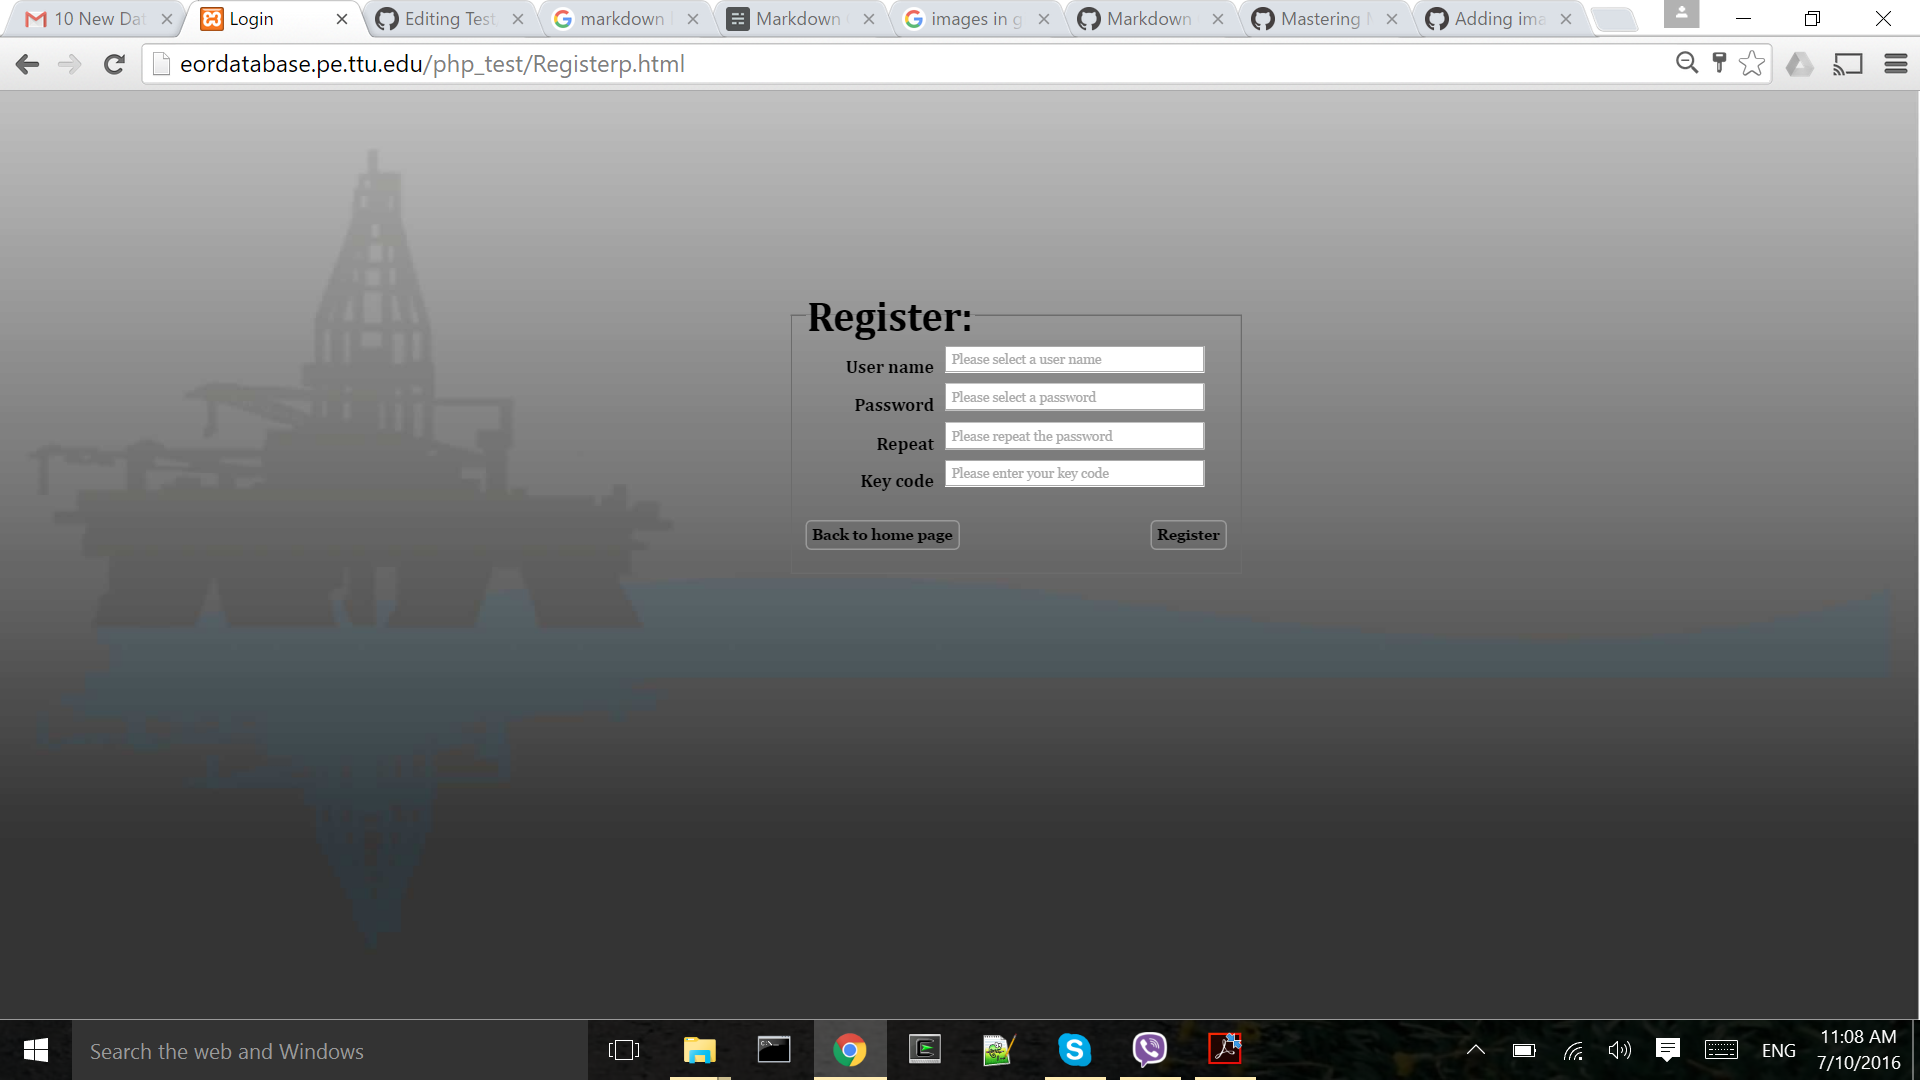 10 New Dat
Login
Editing Test
markdown
Markdown
images in g
Markdown
Mastering
Adding ima
eordatabase.pe.ttu.edu/php_test/Registerp.html
Register:
User name
Please select a user name
Password
Please select a password
Repeat
Please repeat the password
Key code
Please enter your key code
Back to home page
Register
Search the web and Windows
ENG
11:08 AM
7/10/2016